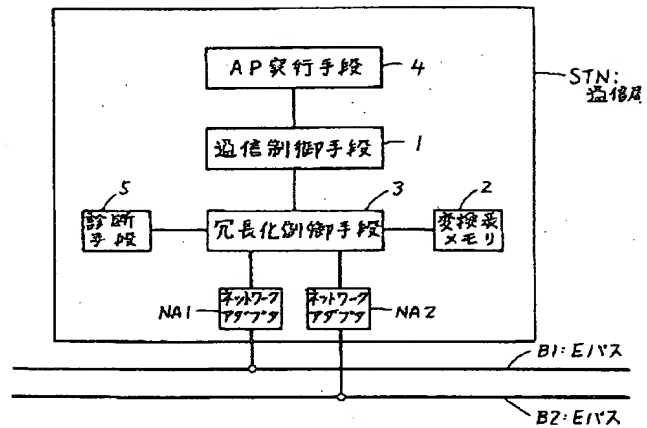 AP実行手段
4
STN:
通信局
通信制御手段
1
5
診断
手段
冗長化制御手段
3
2
変換表
メモリ
NA1
ネットワーク
アダプタ
ネットワーク
アダプタ
NA2
B1:Eバス
B2:Eバス